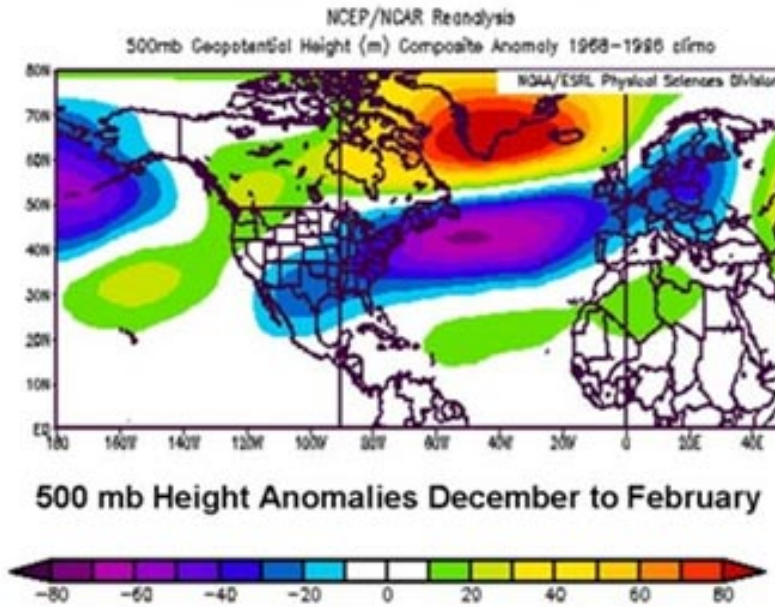 NCEP/NCAR Reanalysis
500mb Geopotential Height (m) Composite Anomaly 1968-1996 climo
NOAA/ESRL Physical Sciences Division
80N
70N
60N
50N
40N
30N
20N
10N
EQ
180 160W 140W 120W 100W 80W 60W 40W 20W 0 20E 40E
500 mb Height Anomalies December to February
-80 -60 -40 -20 0 20 40 60 80